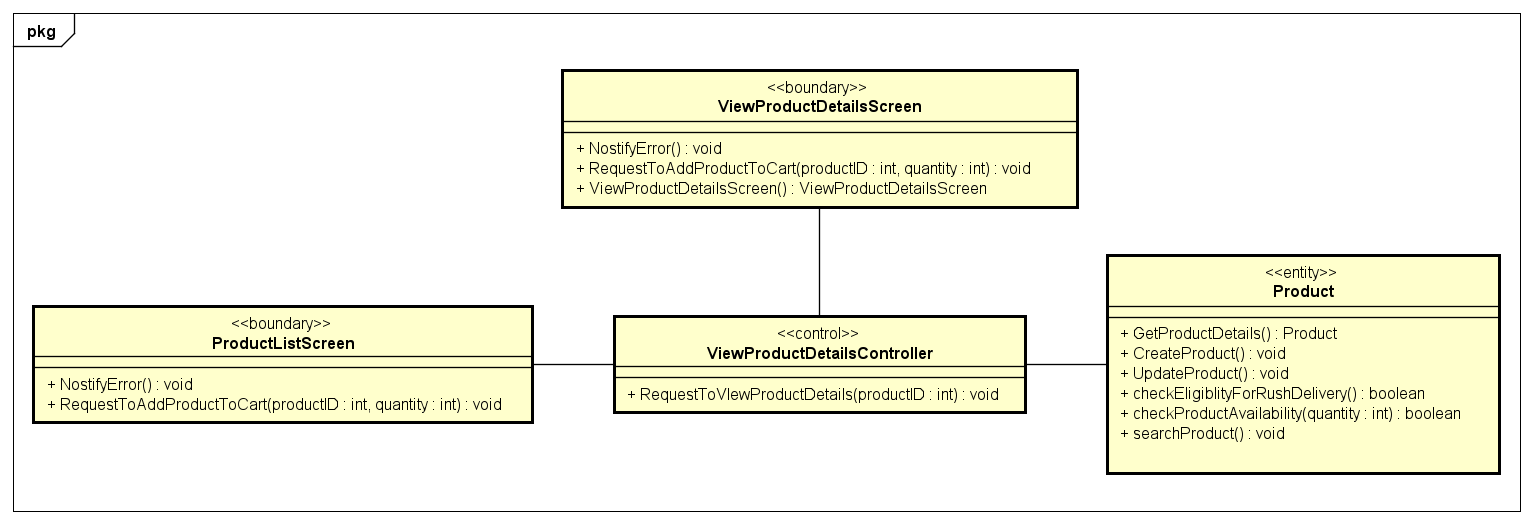 pkg
<<boundary>>
ViewProductDetailsScreen
+ NostifyError() : void
+ RequestToAddProductToCart(productID : int, quantity : int) : void
+ ViewProductDetailsScreen() : ViewProductDetailsScreen
<<boundary>>
ProductListScreen
+ NostifyError() : void
+ RequestToAddProductToCart(productID : int, quantity : int) : void
<<control>>
ViewProductDetailsController
+ RequestToVIewProductDetails(productID : int) : void
<<entity>>
Product
+ GetProductDetails() : Product
+ CreateProduct() : void
+ UpdateProduct() : void
+ checkEligiblityForRushDelivery() : boolean
+ checkProductAvailability(quantity : int) : boolean
+ searchProduct() : void